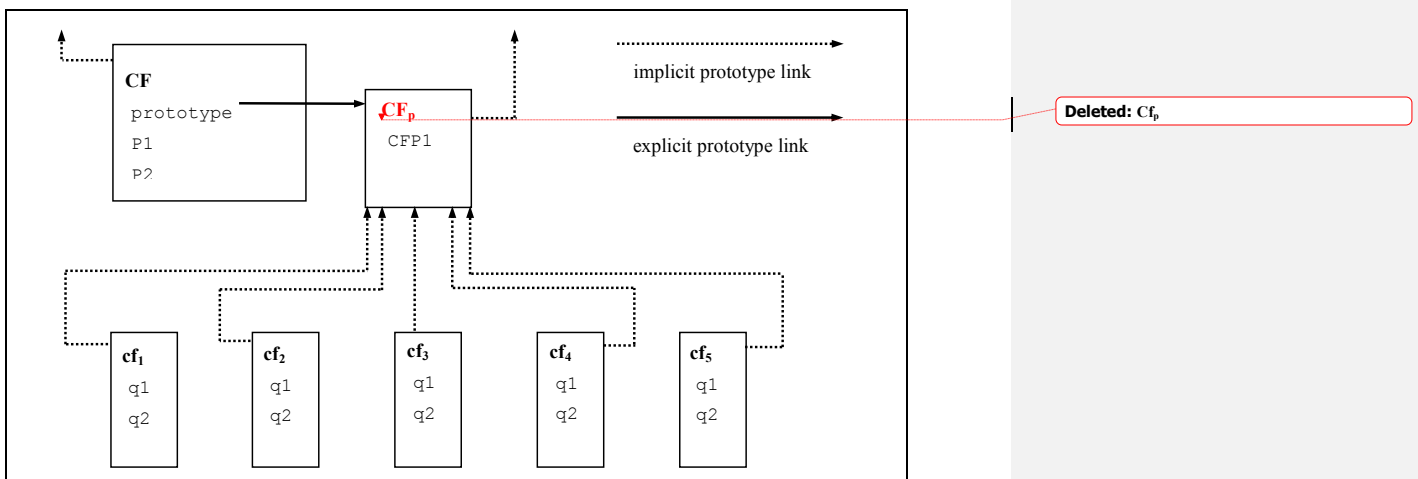 CF
prototype
P1
P2
CFp
CFP1
implicit prototype link
explicit prototype link
Deleted: Cfp
cf1
q1
q2
cf2
q1
q2
cf3
q1
q2
cf4
q1
q2
cf5
q1
q2